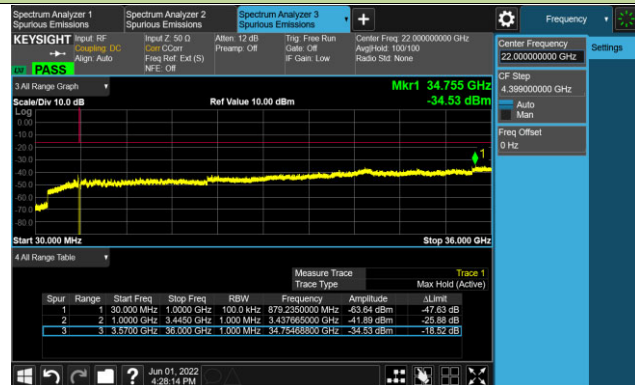 Spectrum Analyzer 1
Spurious Emissions
Spectrum Analyzer 2
Spurious Emissions
Spectrum Analyzer 3
Spurious Emissions
+
Frequency
KEYSIGHT
Input: RF
Coupling: DC
Align: Auto
Input Z: 50 Ω
Corr CCorr
Freq Ref: Ext (S)
NFE: Off
Atten: 12 dB
Preamp: Off
Trig: Free Run
Gate: Off
IF Gain: Low
Center Freq: 22.000000000 GHz
Avg|Hold: 100/100
Radio Std: None
PASS
Center Frequency
22.000000000 GHz
Settings
CF Step
4.399000000 GHz
Auto
Man
Freq Offset
0 Hz
3 All Range Graph
Mkr1 34.755 GHz
Scale/Div 10.0 dB
Ref Value 10.00 dBm
-34.53 dBm
Log
0.00
-10.0
-20.0
-30.0
-40.0
-50.0
-60.0
-70.0
-80.0
1
Start 30.000 MHz
Stop 36.000 GHz
4 All Range Table
Measure Trace Trace 1
Trace Type Max Hold (Active)
Spur Range Start Freq Stop Freq RBW Frequency Amplitude ΔLimit
1 1 30.000 MHz 1.0000 GHz 100.0 kHz 879.2350000 MHz -63.64 dBm -47.63 dB
2 2 1.0000 GHz 3.4450 GHz 1.000 MHz 3.437665000 GHz -41.89 dBm -25.88 dB
3 3 3.5700 GHz 36.000 GHz 1.000 MHz 34.75468800 GHz -34.53 dBm -18.52 dB
?
Jun 01, 2022
4:28:14 PM